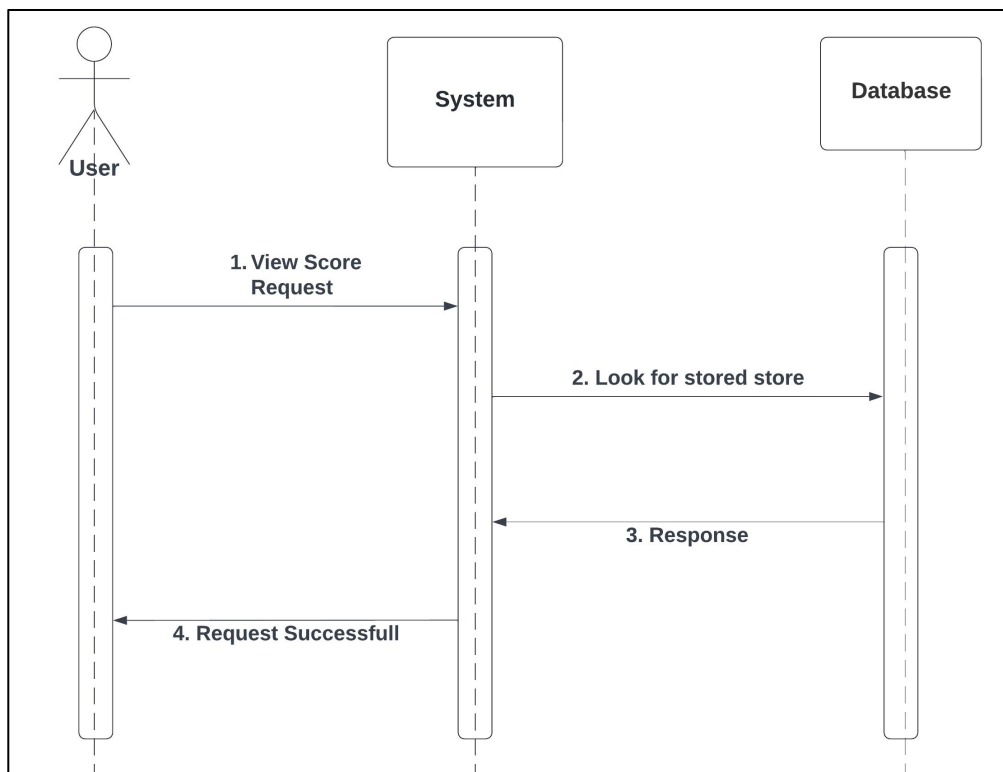 System
Database
User
1. View Score
Request
2. Look for stored store
3. Response
4. Request Successfull